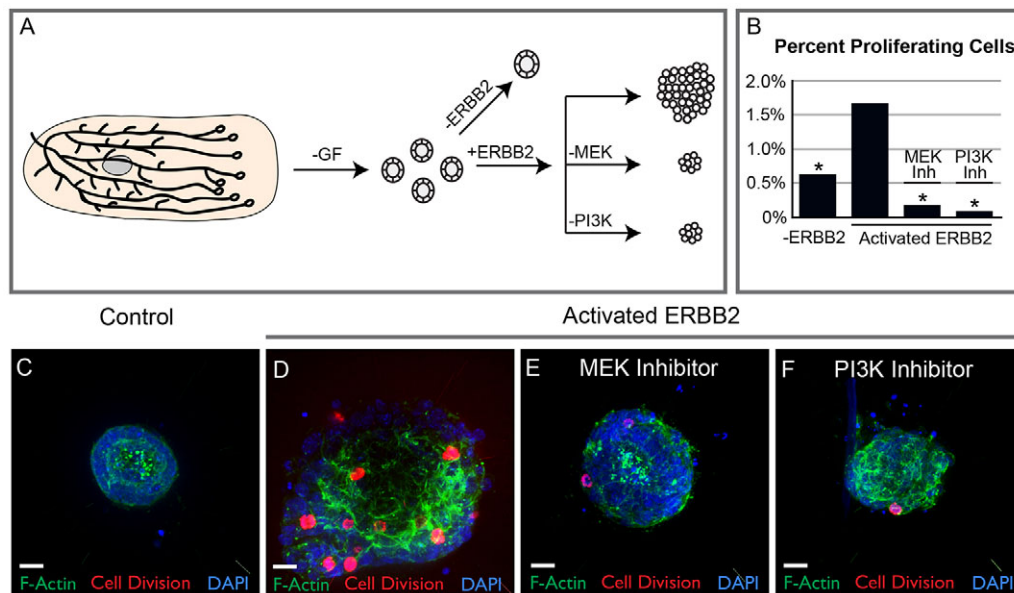 A
-GF
-ERBB2
+ERBB2
-MEK
-PI3K
B
Percent Proliferating Cells
2.0%
1.5%
1.0%
0.5%
0%
*
MEK
Inh
*
PI3K
Inh
*
-ERBB2
Activated ERBB2
Control
Activated ERBB2
C
F-Actin Cell Division DAPI
D
F-Actin Cell Division DAPI
E MEK Inhibitor
F-Actin Cell Division DAPI
F PI3K Inhibitor
F-Actin Cell Division DAPI